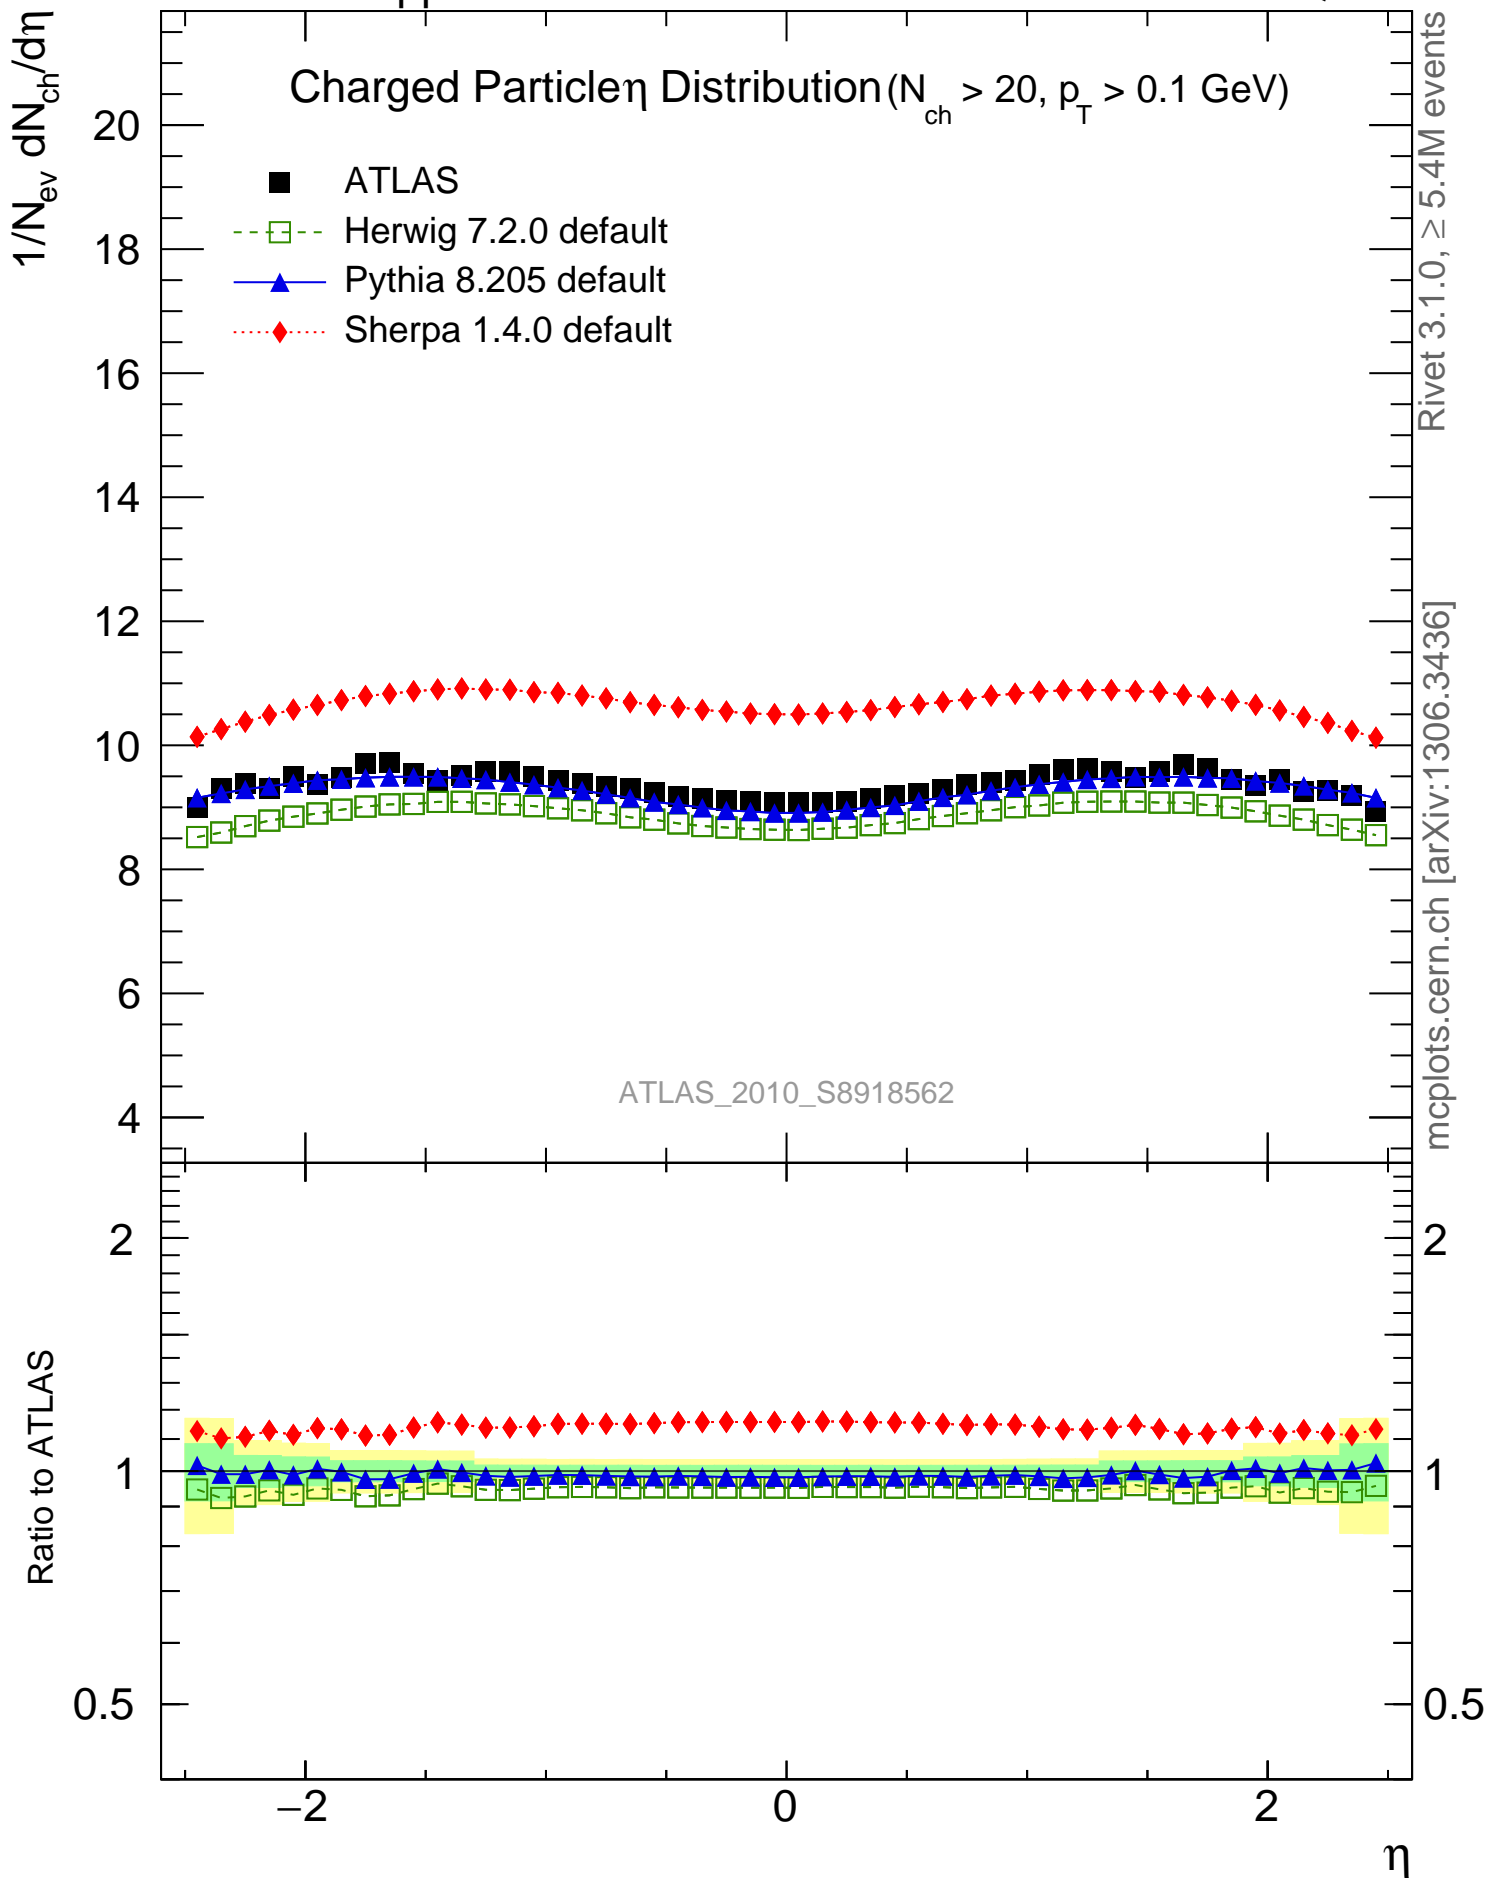 Charged Particleη Distribution (N_ch > 20, p_T > 0.1 GeV)
1/N_ev dN_ch/dη
ATLAS
Herwig 7.2.0 default
Pythia 8.205 default
Sherpa 1.4.0 default
20
18
16
14
12
10
8
6
4
ATLAS_2010_S8918562
Rivet 3.1.0, ≥ 5.4M events
mcplots.cern.ch [arXiv:1306.3436]
Ratio to ATLAS
2
1
0.5
2
1
0.5
−2
0
2
η